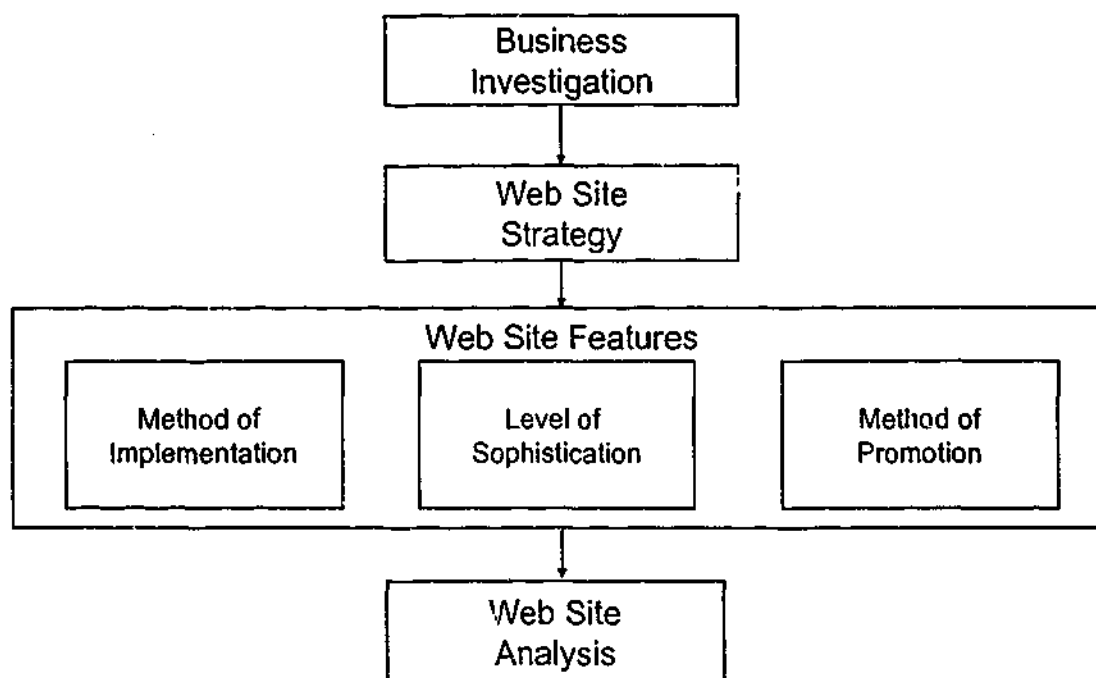 Business
Investigation
Web Site
Strategy
Web Site Features
Method of
Implementation
Level of
Sophistication
Method of
Promotion
Web Site
Analysis